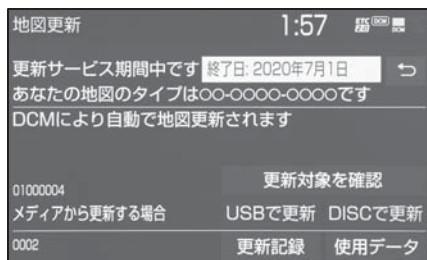 地図更新 1:57 ETC DCM
更新サービス期間中です 終了日: 2020年7月1日
あなたの地図のタイプは○○-○○○○-○○○○です
DCMにより自動で地図更新されます
更新対象を確認
01000004
メディアから更新する場合 USBで更新 DISCで更新
0002 更新記録 使用データ